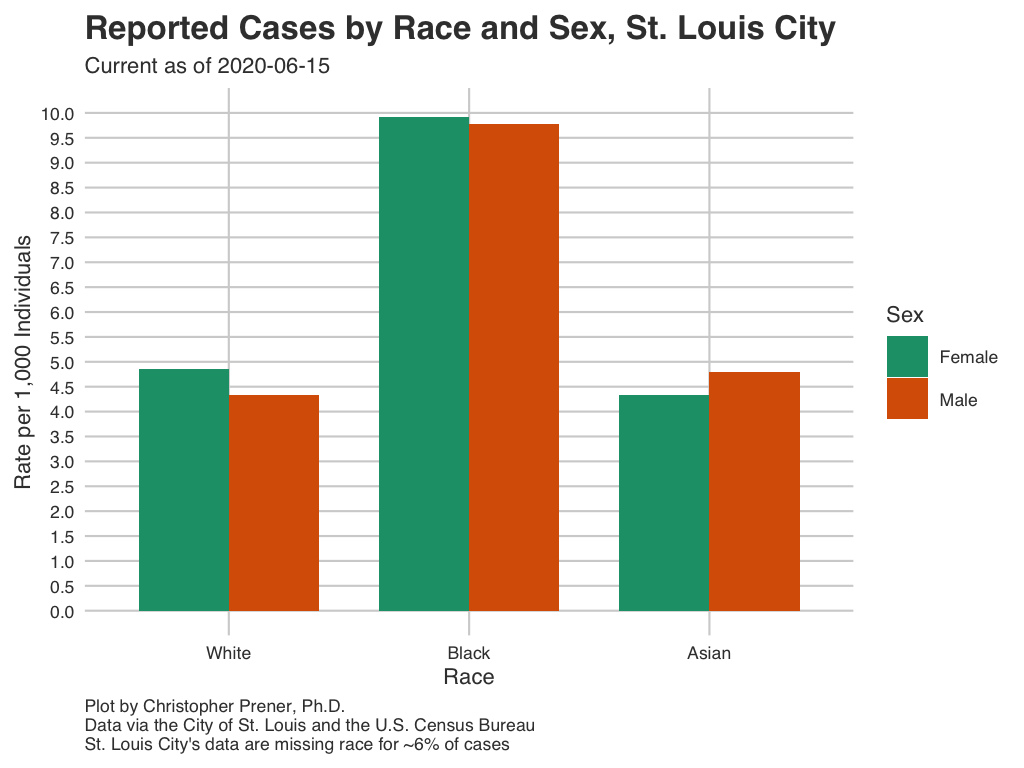 Reported Cases by Race and Sex, St. Louis City
Current as of 2020-06-15
Rate per 1,000 Individuals
10.0
9.5
9.0
8.5
8.0
7.5
7.0
6.5
6.0
5.5
5.0
4.5
4.0
3.5
3.0
2.5
2.0
1.5
1.0
0.5
0.0
White
Black
Asian
Race
Sex
Female
Male
Plot by Christopher Prener, Ph.D.
Data via the City of St. Louis and the U.S. Census Bureau
St. Louis City's data are missing race for ~6% of cases